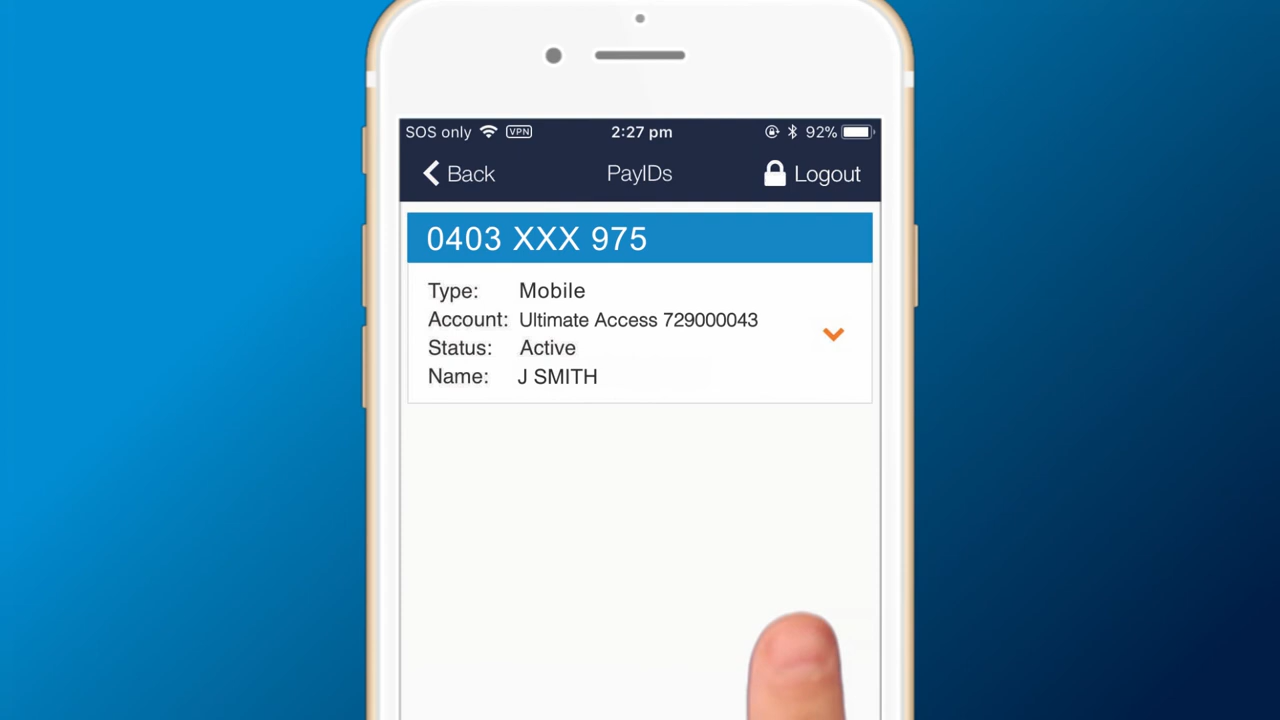 SOS only VPN 2:27 pm 92%
Back PayIDs Logout
0403 XXX 975
Type: Mobile
Account: Ultimate Access 729000043
Status: Active
Name: J SMITH